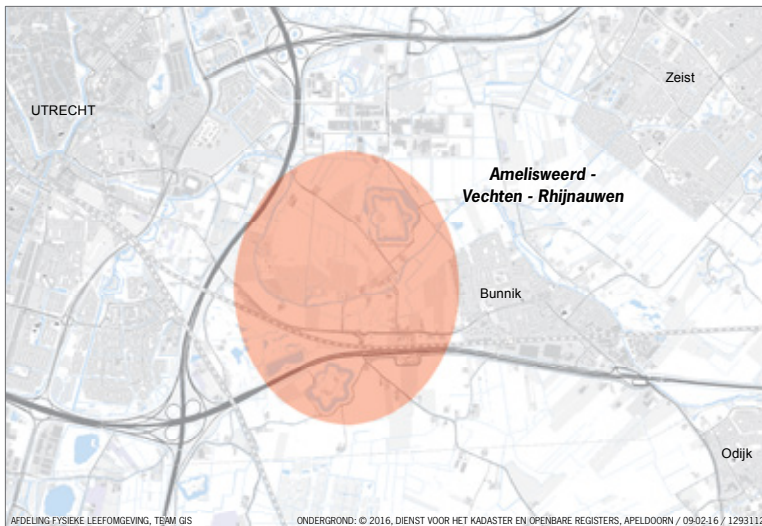 Zeist
UTRECHT
Amelisweerd -
Vechten - Rhijnauwen
Bunnik
Odijk
AFDELING FYSIEKE LEEFOMGEVING, TEAM GIS
ONDERGROND: © 2016, DIENST VOOR HET KADASTER EN OPENBARE REGISTERS, APELDOORN / 09-02-16 / 1293112